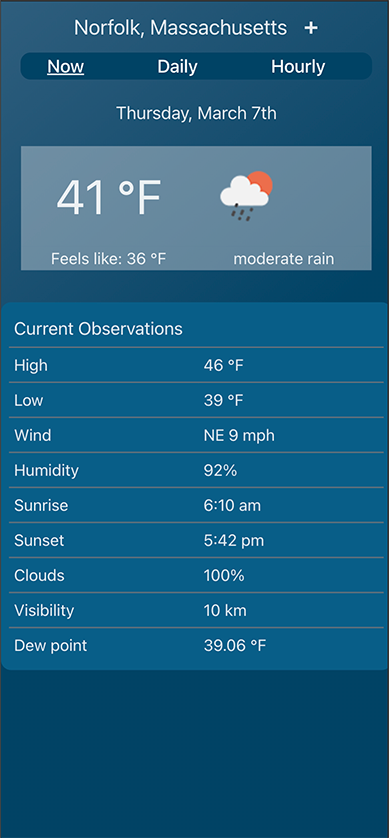 Norfolk, Massachusetts +
Now Daily Hourly
Thursday, March 7th
41 °F
Feels like: 36 °F moderate rain
Current Observations
High 46 °F
Low 39 °F
Wind NE 9 mph
Humidity 92%
Sunrise 6:10 am
Sunset 5:42 pm
Clouds 100%
Visibility 10 km
Dew point 39.06 °F